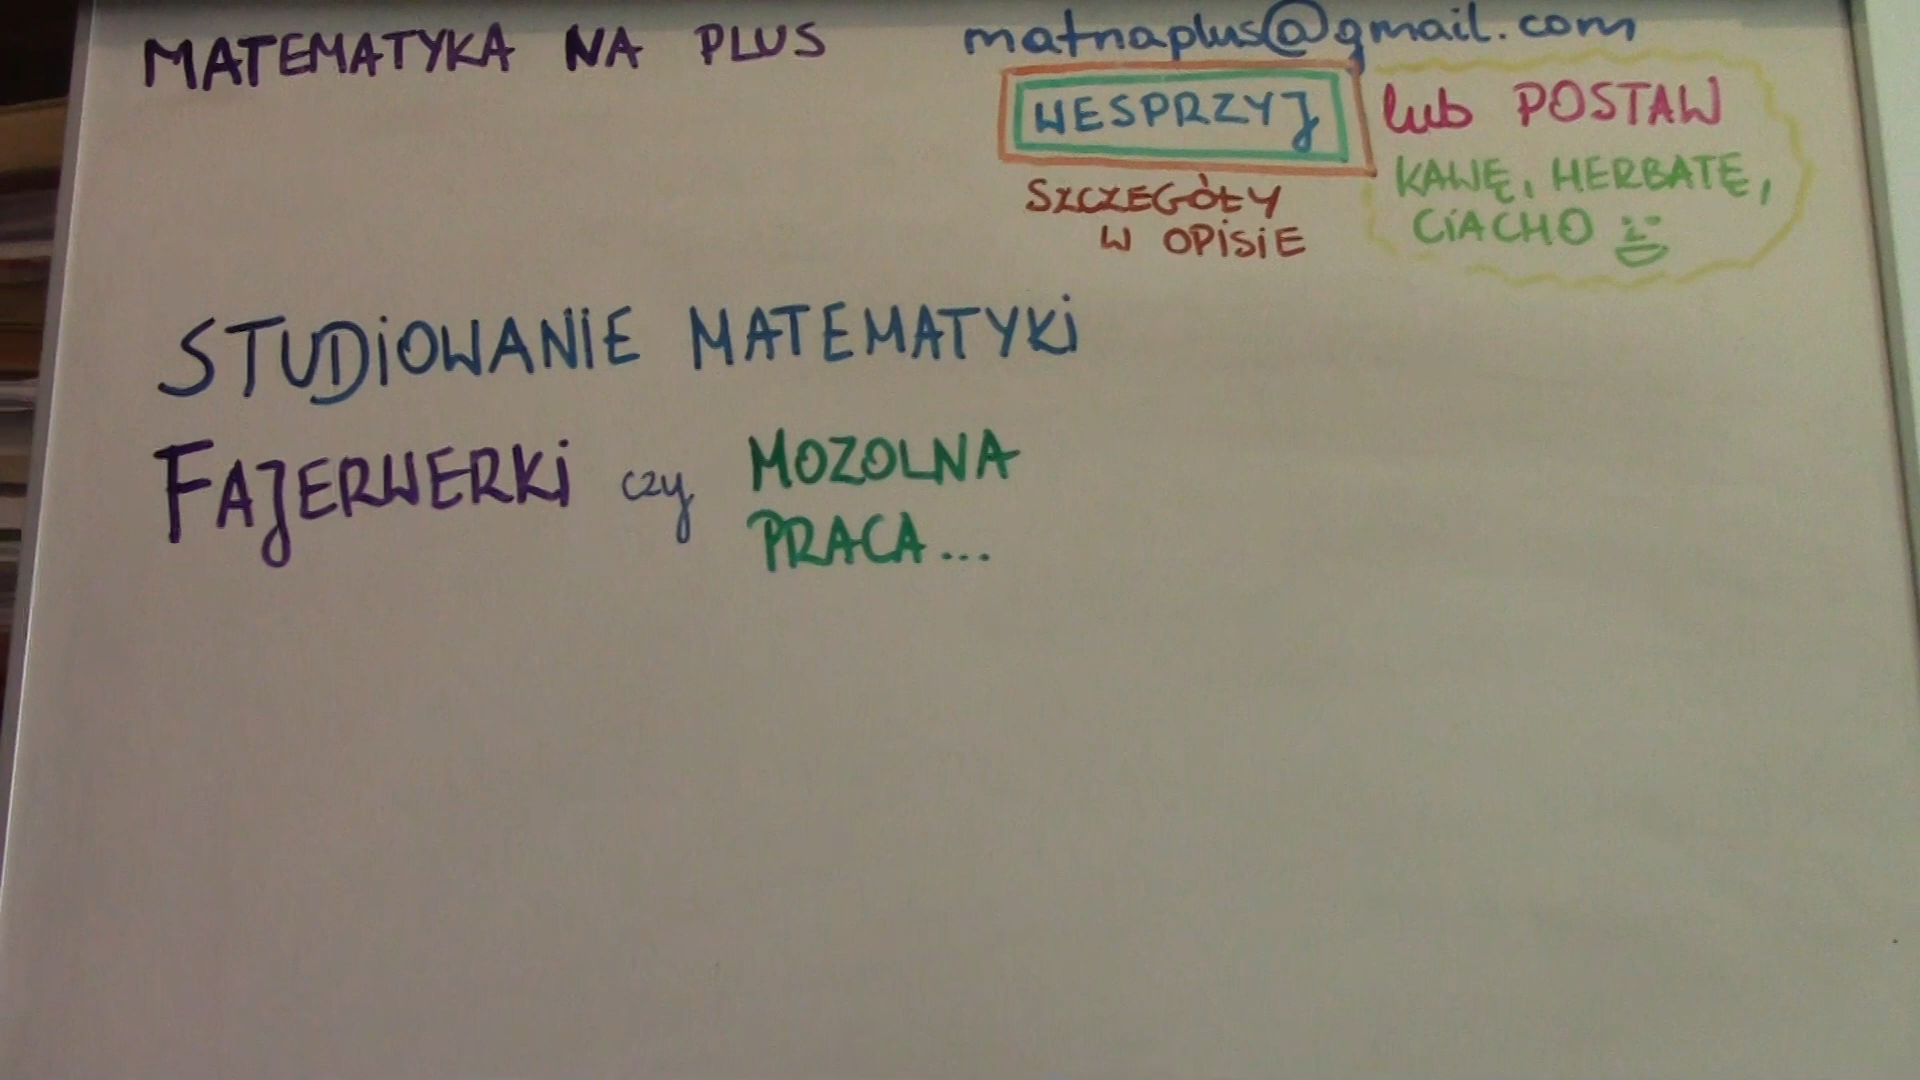 MATEMATYKA NA PLUS
matnaplus@gmail.com
WESPRZYJ
SZCZEGÓŁY
W OPISIE
lub POSTAW
KAWĘ, HERBATĘ,
CIACHO
STUDIOWANIE MATEMATYKI
FAJERWERKI czy MOZOLNA
PRACA...